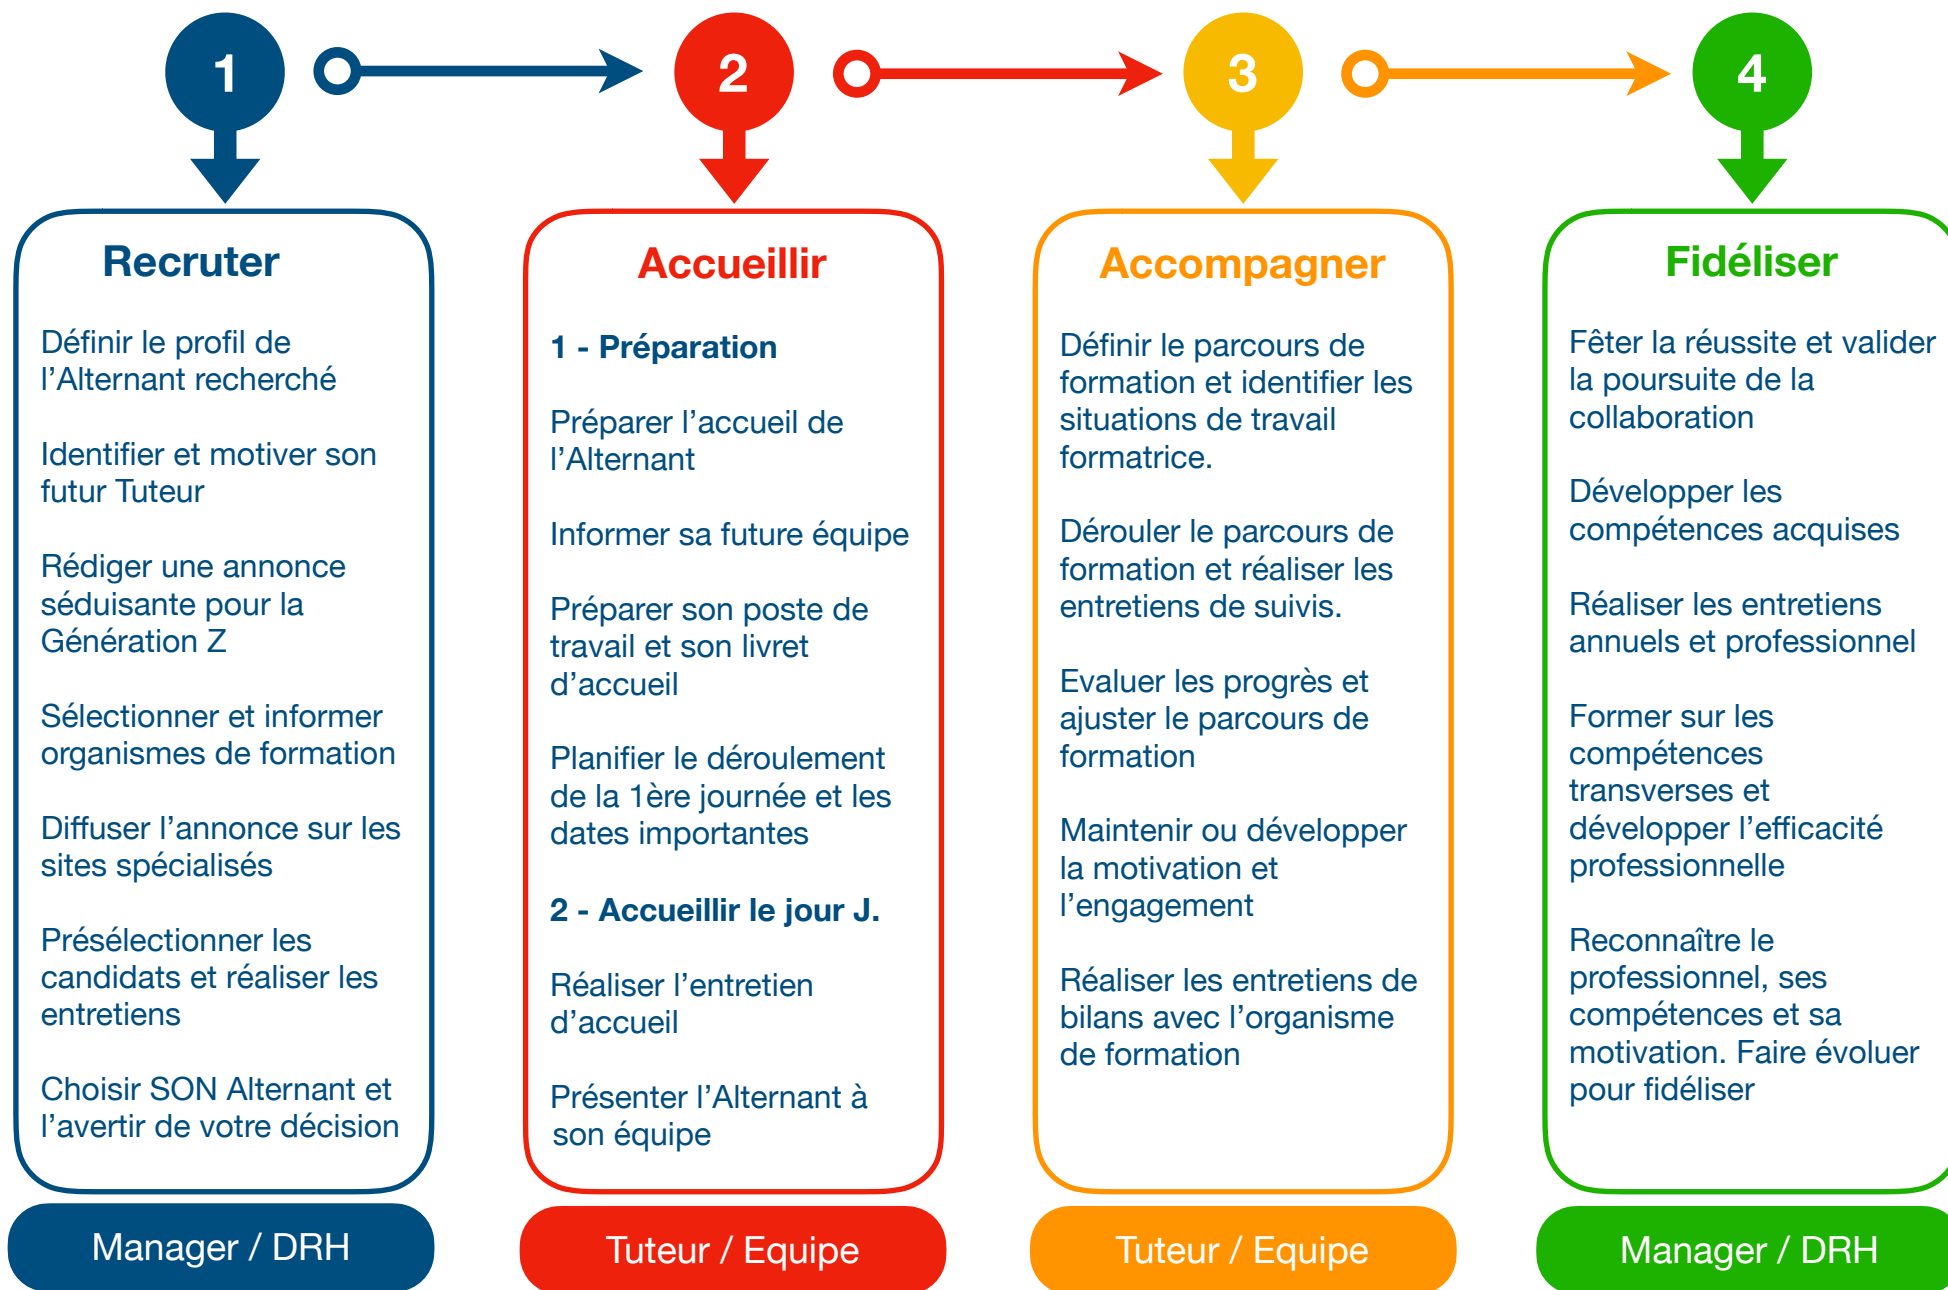 1
2
3
4
Recruter
Définir le profil de
l’Alternant recherché
Identifier et motiver son
futur Tuteur
Rédiger une annonce
séduisante pour la
Génération Z
Sélectionner et informer
organismes de formation
Diffuser l’annonce sur les
sites spécialisés
Présélectionner les
candidats et réaliser les
entretiens
Choisir SON Alternant et
l’avertir de votre décision
Manager / DRH
Accueillir
1 - Préparation
Préparer l’accueil de
l’Alternant
Informer sa future équipe
Préparer son poste de
travail et son livret
d’accueil
Planifier le déroulement
de la 1ère journée et les
dates importantes
2 - Accueillir le jour J.
Réaliser l’entretien
d’accueil
Présenter l’Alternant à
son équipe
Tuteur / Equipe
Accompagner
Définir le parcours de
formation et identifier les
situations de travail
formatrice.
Dérouler le parcours de
formation et réaliser les
entretiens de suivis.
Evaluer les progrès et
ajuster le parcours de
formation
Maintenir ou développer
la motivation et
l’engagement
Réaliser les entretiens de
bilans avec l’organisme
de formation
Tuteur / Equipe
Fidéliser
Fêter la réussite et valider
la poursuite de la
collaboration
Développer les
compétences acquises
Réaliser les entretiens
annuels et professionnel
Former sur les
compétences
transverses et
développer l’efficacité
professionnelle
Reconnaître le
professionnel, ses
compétences et sa
motivation. Faire évoluer
pour fidéliser
Manager / DRH